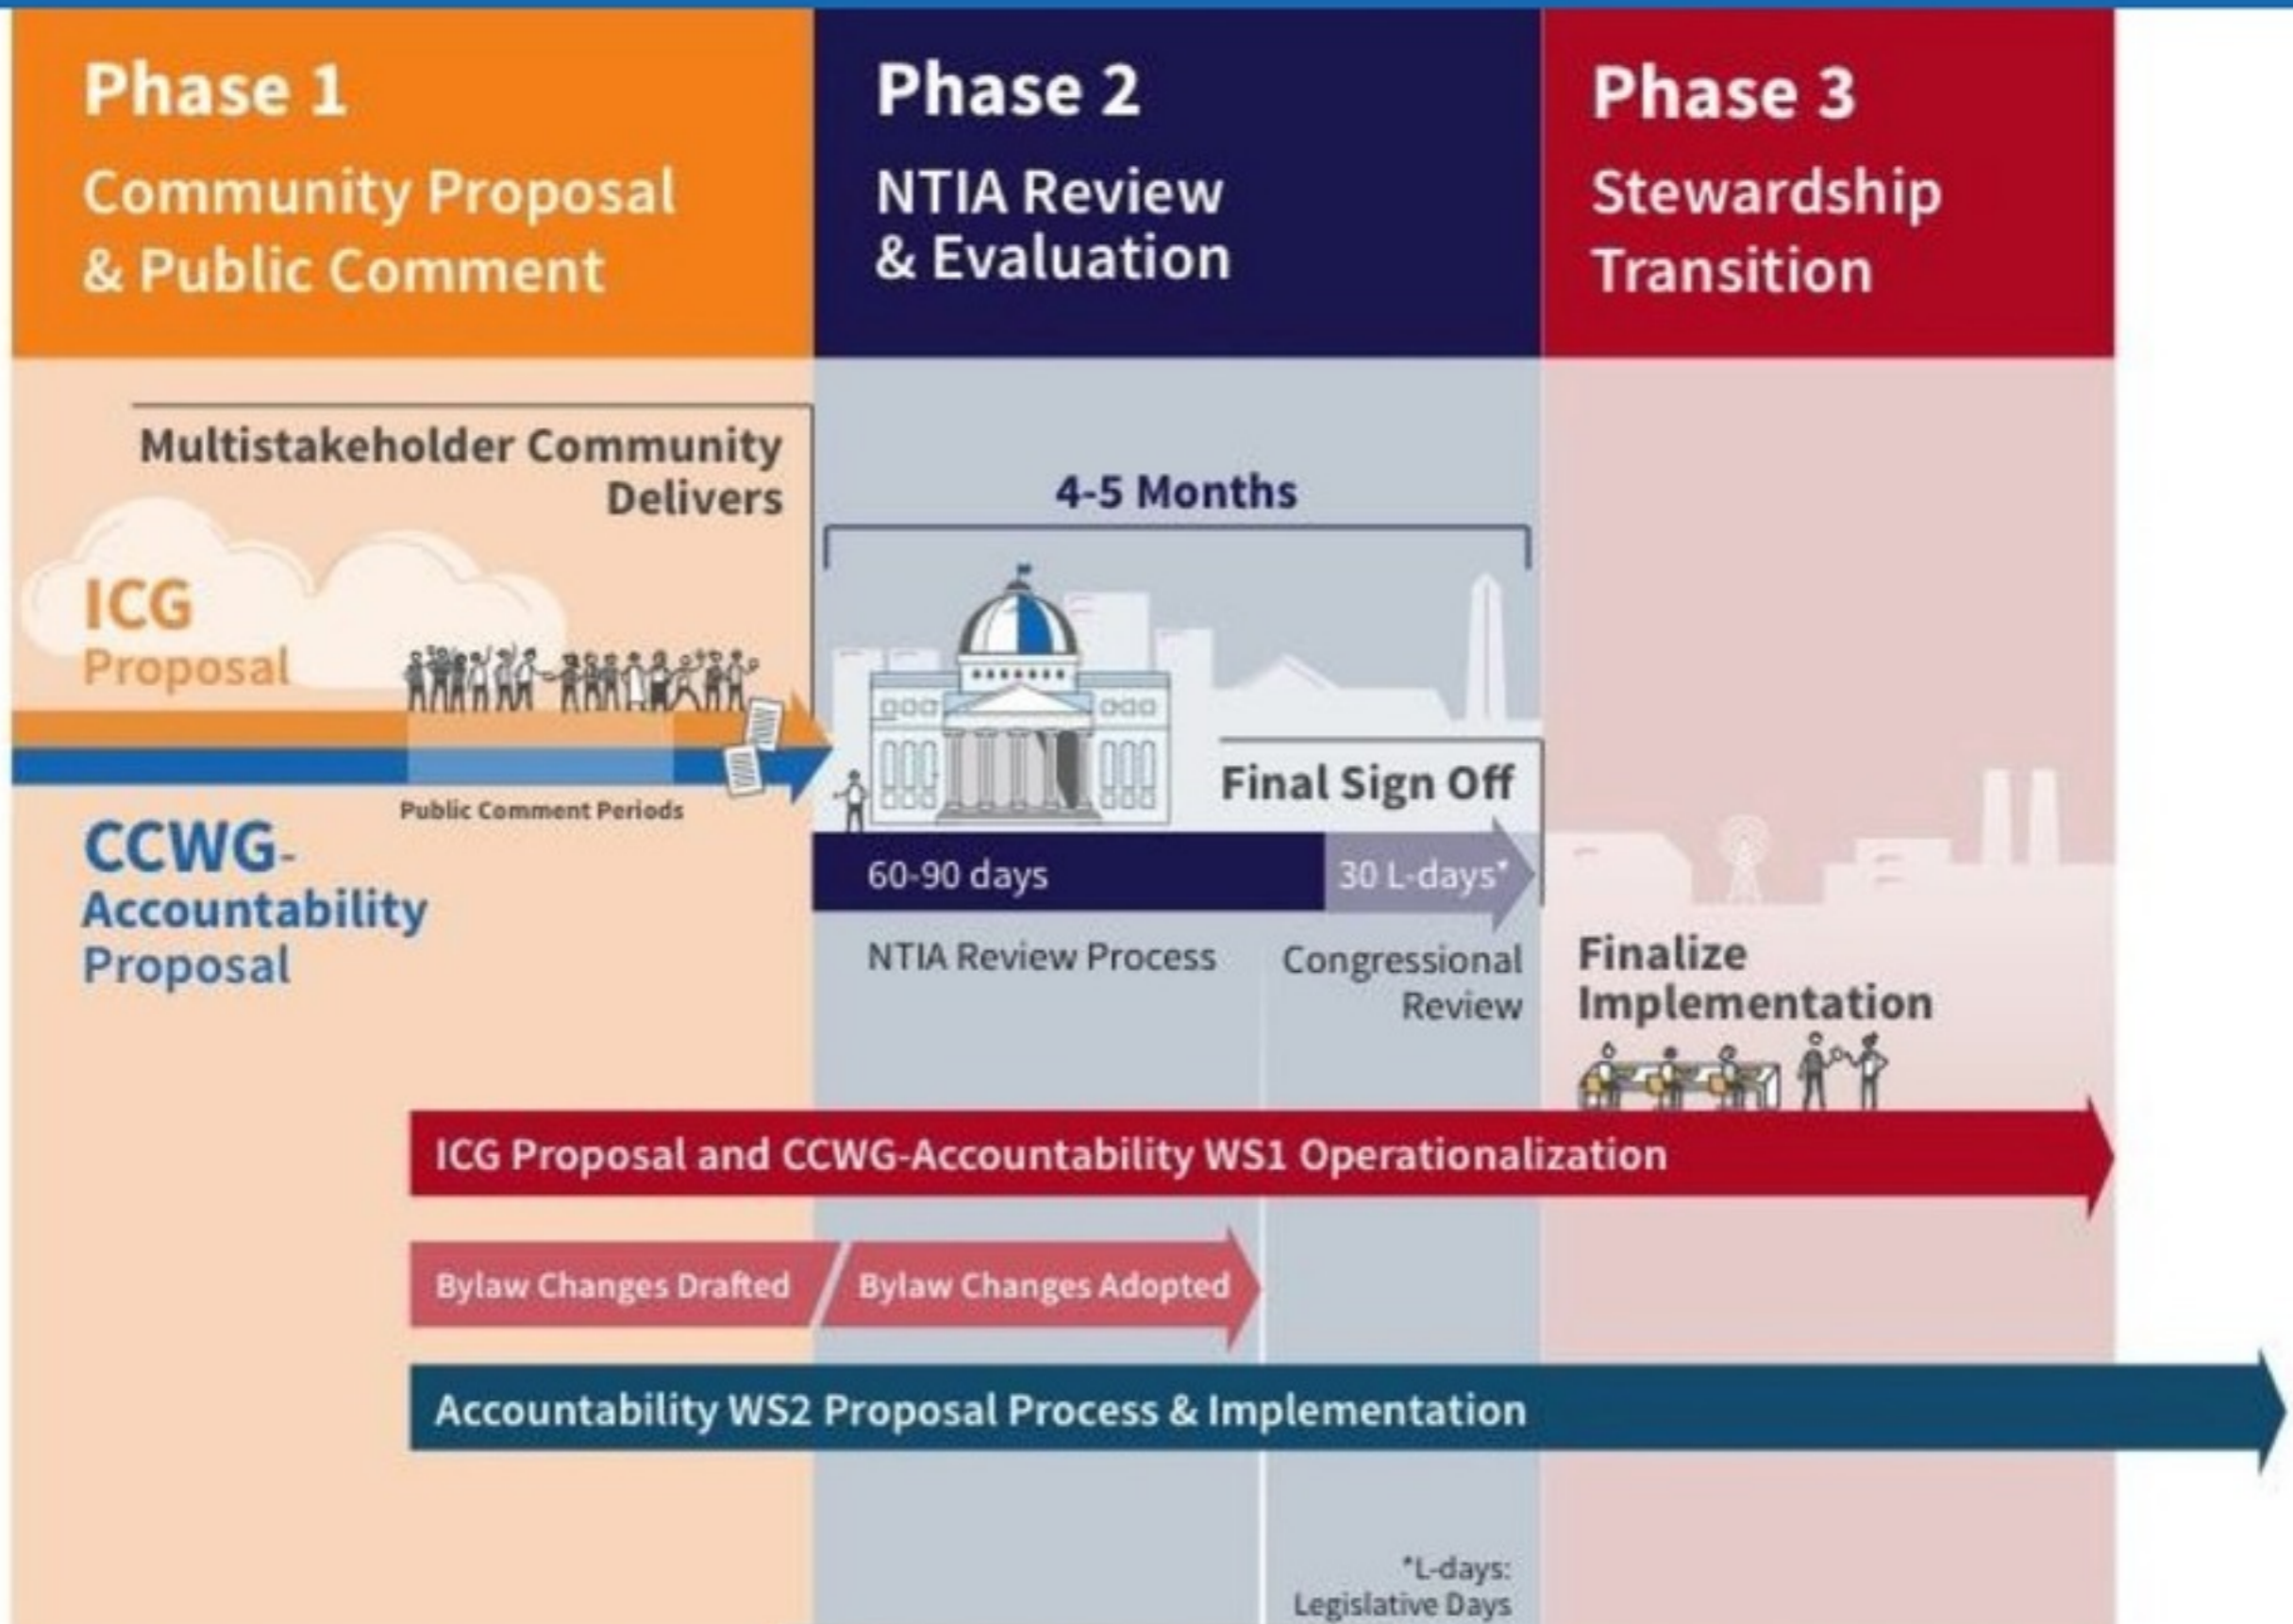 Phase 1
Community Proposal
& Public Comment
Phase 2
NTIA Review
& Evaluation
Phase 3
Stewardship
Transition
Multistakeholder Community
Delivers
ICG
Proposal
Public Comment Periods
CCWG-
Accountability
Proposal
4-5 Months
Final Sign Off
60-90 days
30 L-days*
NTIA Review Process
Congressional
Review
Finalize
Implementation
ICG Proposal and CCWG-Accountability WS1 Operationalization
Bylaw Changes Drafted
Bylaw Changes Adopted
Accountability WS2 Proposal Process & Implementation
*L-days:
Legislative Days